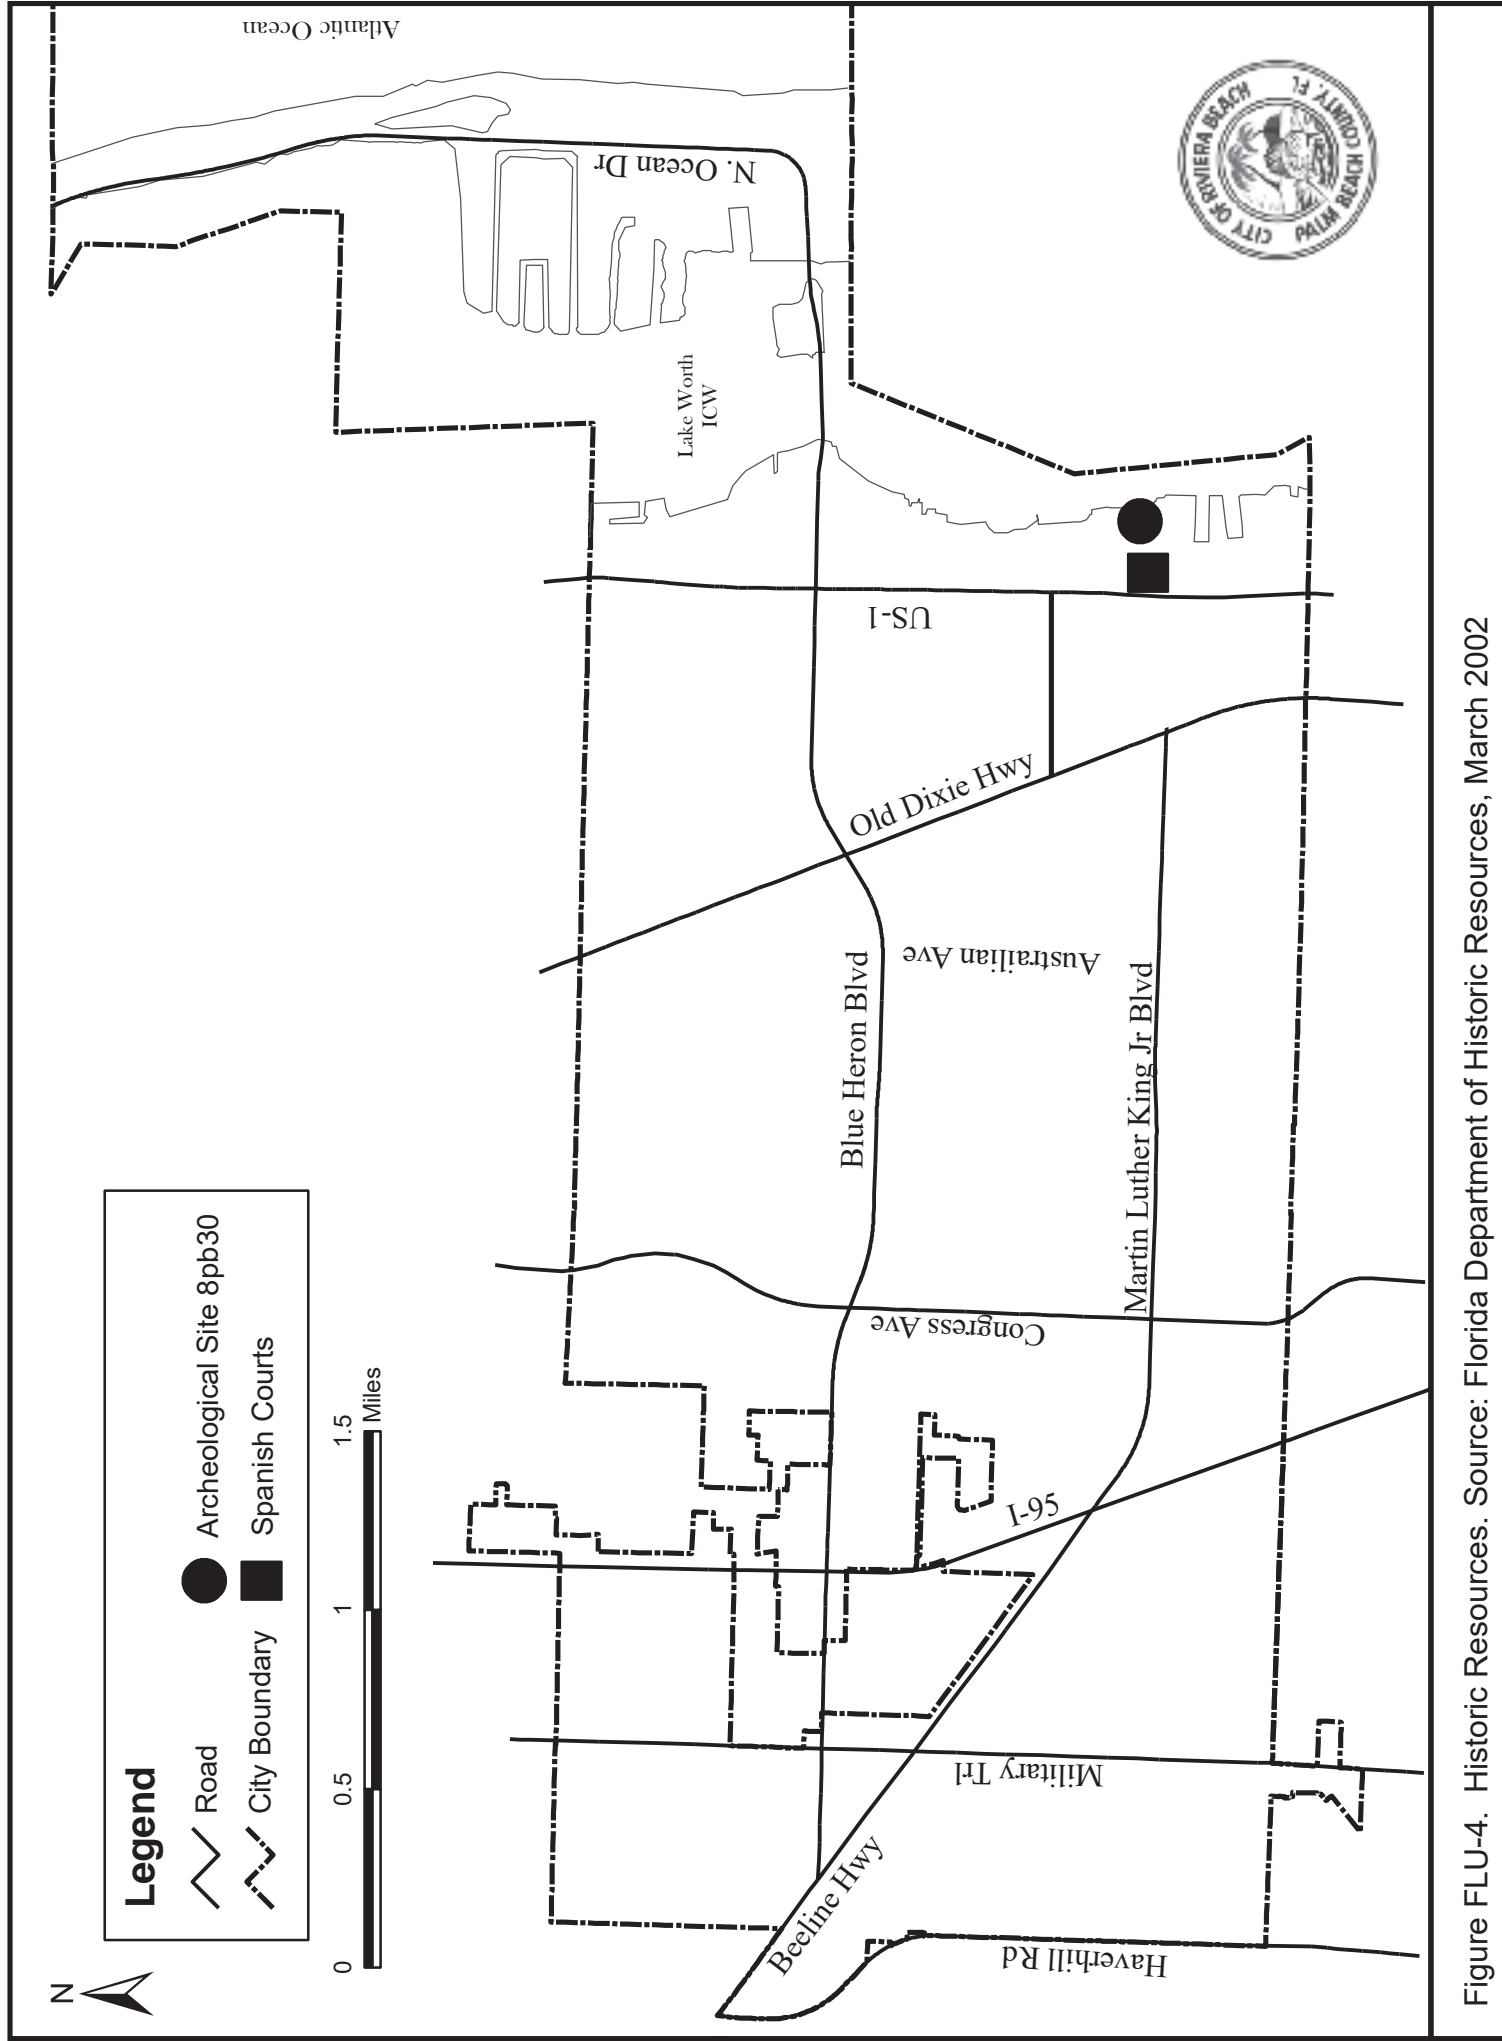 N
Legend
Road
City Boundary
Archeological Site 8pb30
Spanish Courts
0
0.5
1
1.5
Miles
Atlantic Ocean
N. Ocean Dr
Lake Worth
ICW
US-1
Old Dixie Hwy
Blue Heron Blvd
Austrailian Ave
Martin Luther King Jr Blvd
Congress Ave
I-95
Military Trl
Beeline Hwy
Haverhill Rd
CITY OF RIVIERA BEACH
PALM BEACH COUNTY, FL
Figure FLU-4. Historic Resources. Source: Florida Department of Historic Resources, March 2002